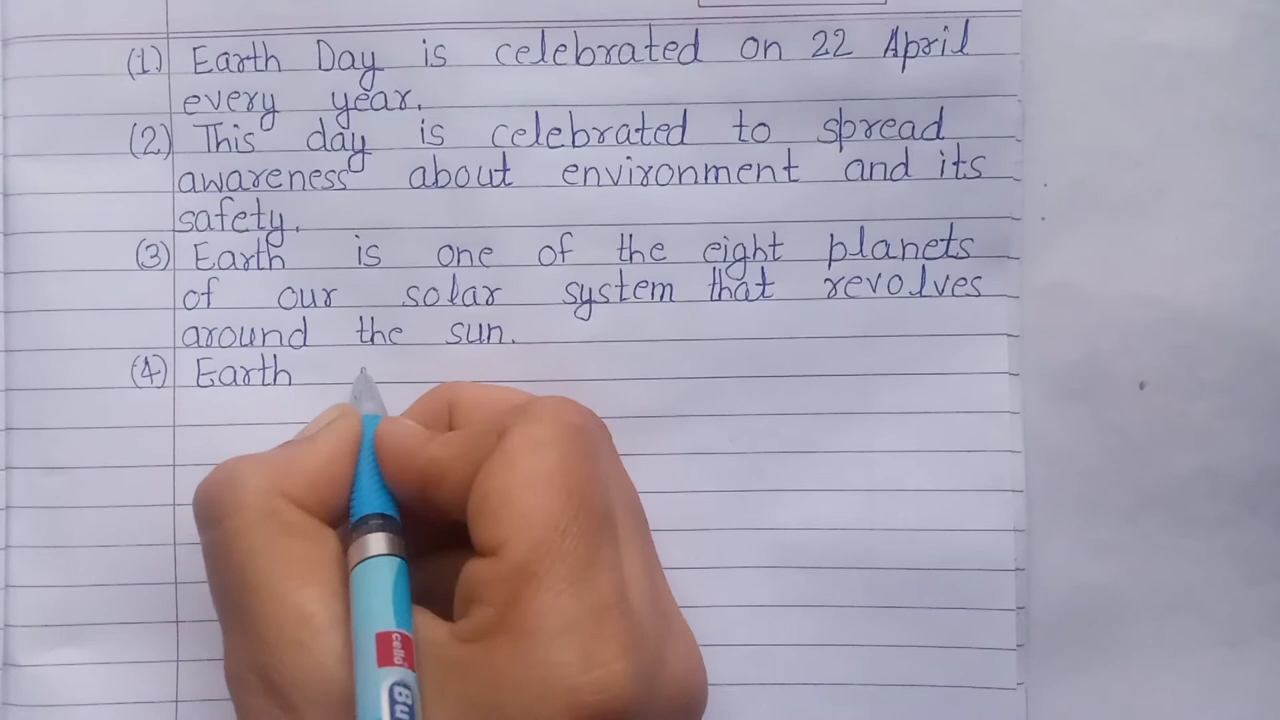 (1) Earth Day is celebrated on 22 April
every year.
(2) This day is celebrated to spread
awareness about environment and its
safety.
(3) Earth is one of the eight planets
of our solar system that revolves
around the sun.
(4) Earth
cello
Bu